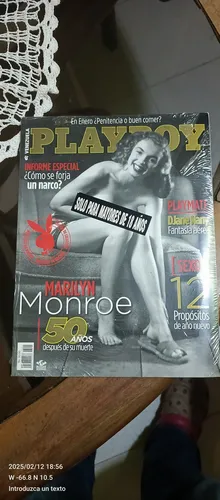 En Enero ¿Penitencia o buen comer?
VENEZUELA
PLAYBOY
INFORME ESPECIAL
¿Cómo se forja
un narco?
SOLO PARA MAYORES DE 18 AÑOS
PLAYMATE
Fantasía
SEXO
12
Propósitos
de año nuevo
MARILYN
Monroe
50 AÑOS
después de su muerte
2025/02/12 18:56
W -66.8 N 10.5
Introduzca un texto